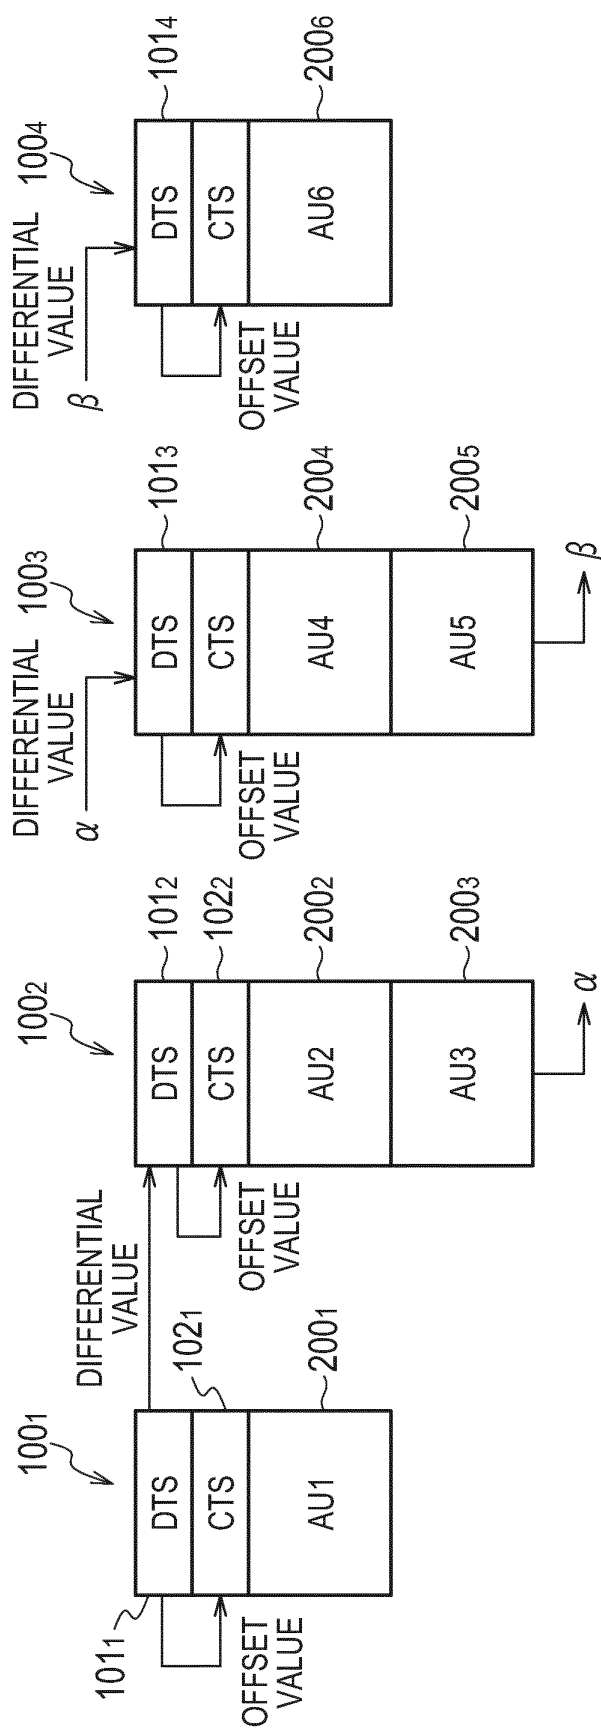 100₁
101₁
DTS
CTS
102₁
AU1
200₁
OFFSET
VALUE
DIFFERENTIAL
VALUE
100₂
DTS
101₂
CTS
102₂
AU2
200₂
AU3
200₃
OFFSET
VALUE
α
DIFFERENTIAL
VALUE
α
100₃
DTS
101₃
CTS
AU4
200₄
AU5
200₅
OFFSET
VALUE
β
DIFFERENTIAL
VALUE
β
100₄
DTS
101₄
CTS
AU6
200₆
OFFSET
VALUE